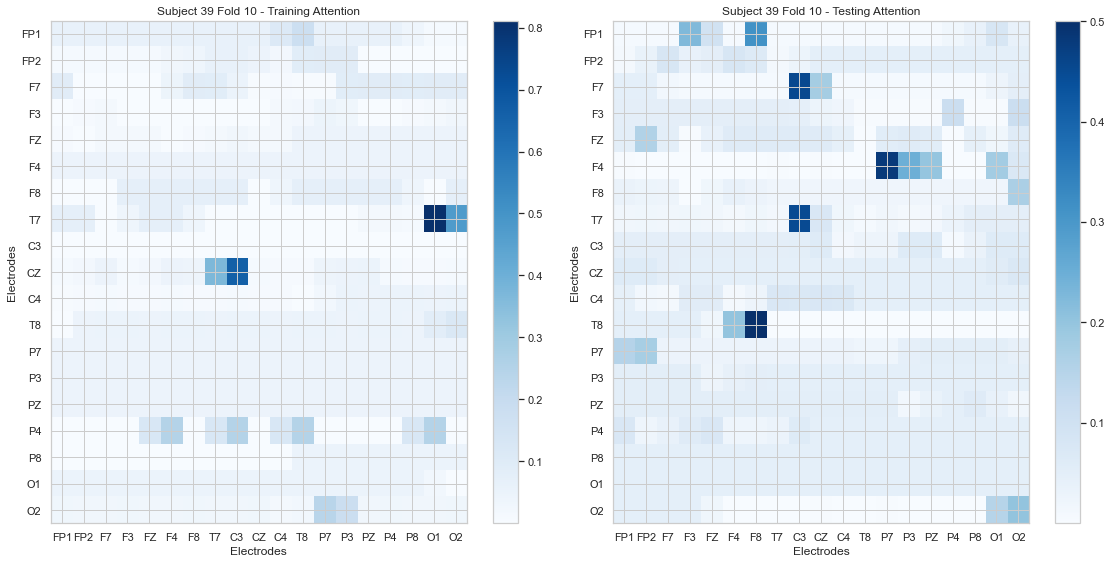 Subject 39 Fold 10 - Training Attention
FP1
FP2
F7
F3
FZ
F4
F8
T7
C3
CZ
C4
T8
P7
P3
PZ
P4
P8
O1
O2
Electrodes
FP1 FP2 F7 F3 FZ F4 F8 T7 C3 CZ C4 T8 P7 P3 PZ P4 P8 O1 O2
Electrodes
0.8
0.7
0.6
0.5
0.4
0.3
0.2
0.1
Subject 39 Fold 10 - Testing Attention
FP1
FP2
F7
F3
FZ
F4
F8
T7
C3
CZ
C4
T8
P7
P3
PZ
P4
P8
O1
O2
Electrodes
FP1 FP2 F7 F3 FZ F4 F8 T7 C3 CZ C4 T8 P7 P3 PZ P4 P8 O1 O2
Electrodes
0.5
0.4
0.3
0.2
0.1